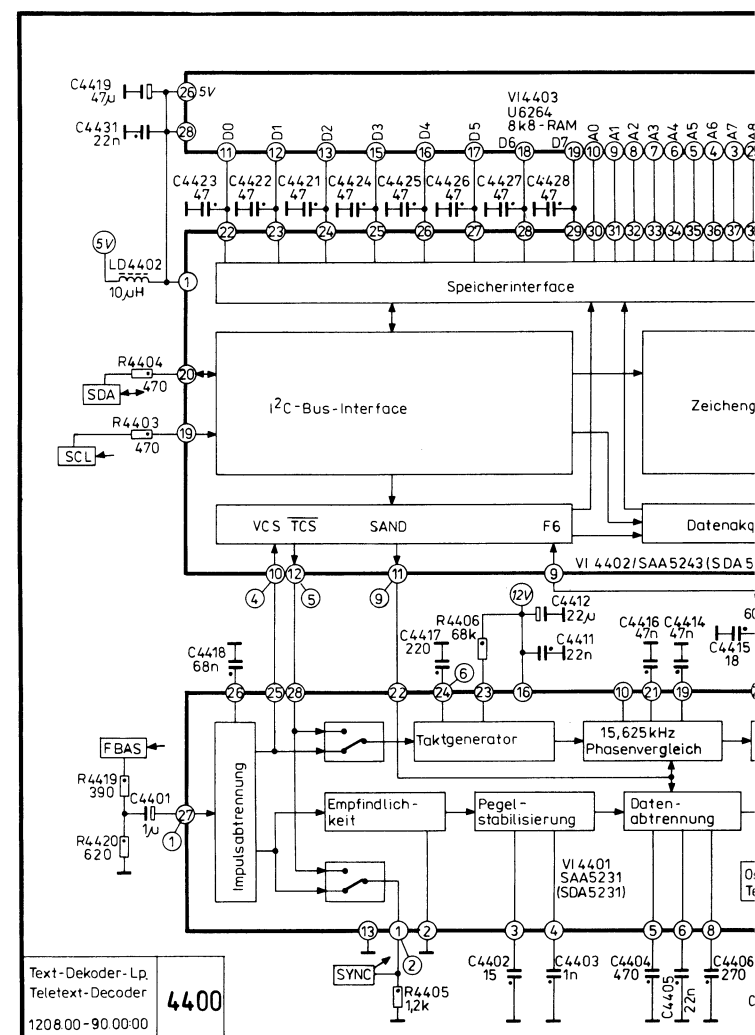 C4419
47µ
26 5V
C4431
22n
28
VI4403
U6264
8k8-RAM
D0 D1 D2 D3 D4 D5 D6 D7 A0 A1 A2 A3 A4 A5 A6 A7 A8
11 12 13 15 16 17 18 19 10 9 8 7 6 5 4 3
C4423 C4422 C4421 C4424 C4425 C4426 C4427 C4428
47 47 47 47 47 47 47 47
22 23 24 25 26 27 28 29 30 31 32 33 34 35 36 37
5V
LD4402
10µH
1
Speicherinterface
R4404
470
20
SDA
R4403
470
19
SCL
I²C-Bus-Interface
Zeicheng
VCS TCS SAND F6
Datenakq
VI 4402/SAA5243(SDA5
10 12 11 9
4 5 9
12V
C4412
22µ
C4411
22n
R4406
68k
C4417
220
C4418
68n
C4416
47n
C4414
47n
C4415
18
60
6
26 25 28 22 24 23 16 10 21 19
Taktgenerator
15,625kHz
Phasenvergleich
FBAS
R4419
390
C4401
1µ
27
1
R4420
620
Impulsabtrennung
Empfindlich-
keit
Pegel-
stabilisierung
Daten-
abtrennung
VI4401
SAA5231
(SDA5231)
Te
13 1 2 3 4 5 6 8
2
SYNC
R4405
1,2k
C4402
15
C4403
1n
C4404
470
C4405
22n
C4406
270
C
Text-Dekoder-Lp.
Teletext-Decoder
1208.00-90.00:00
4400